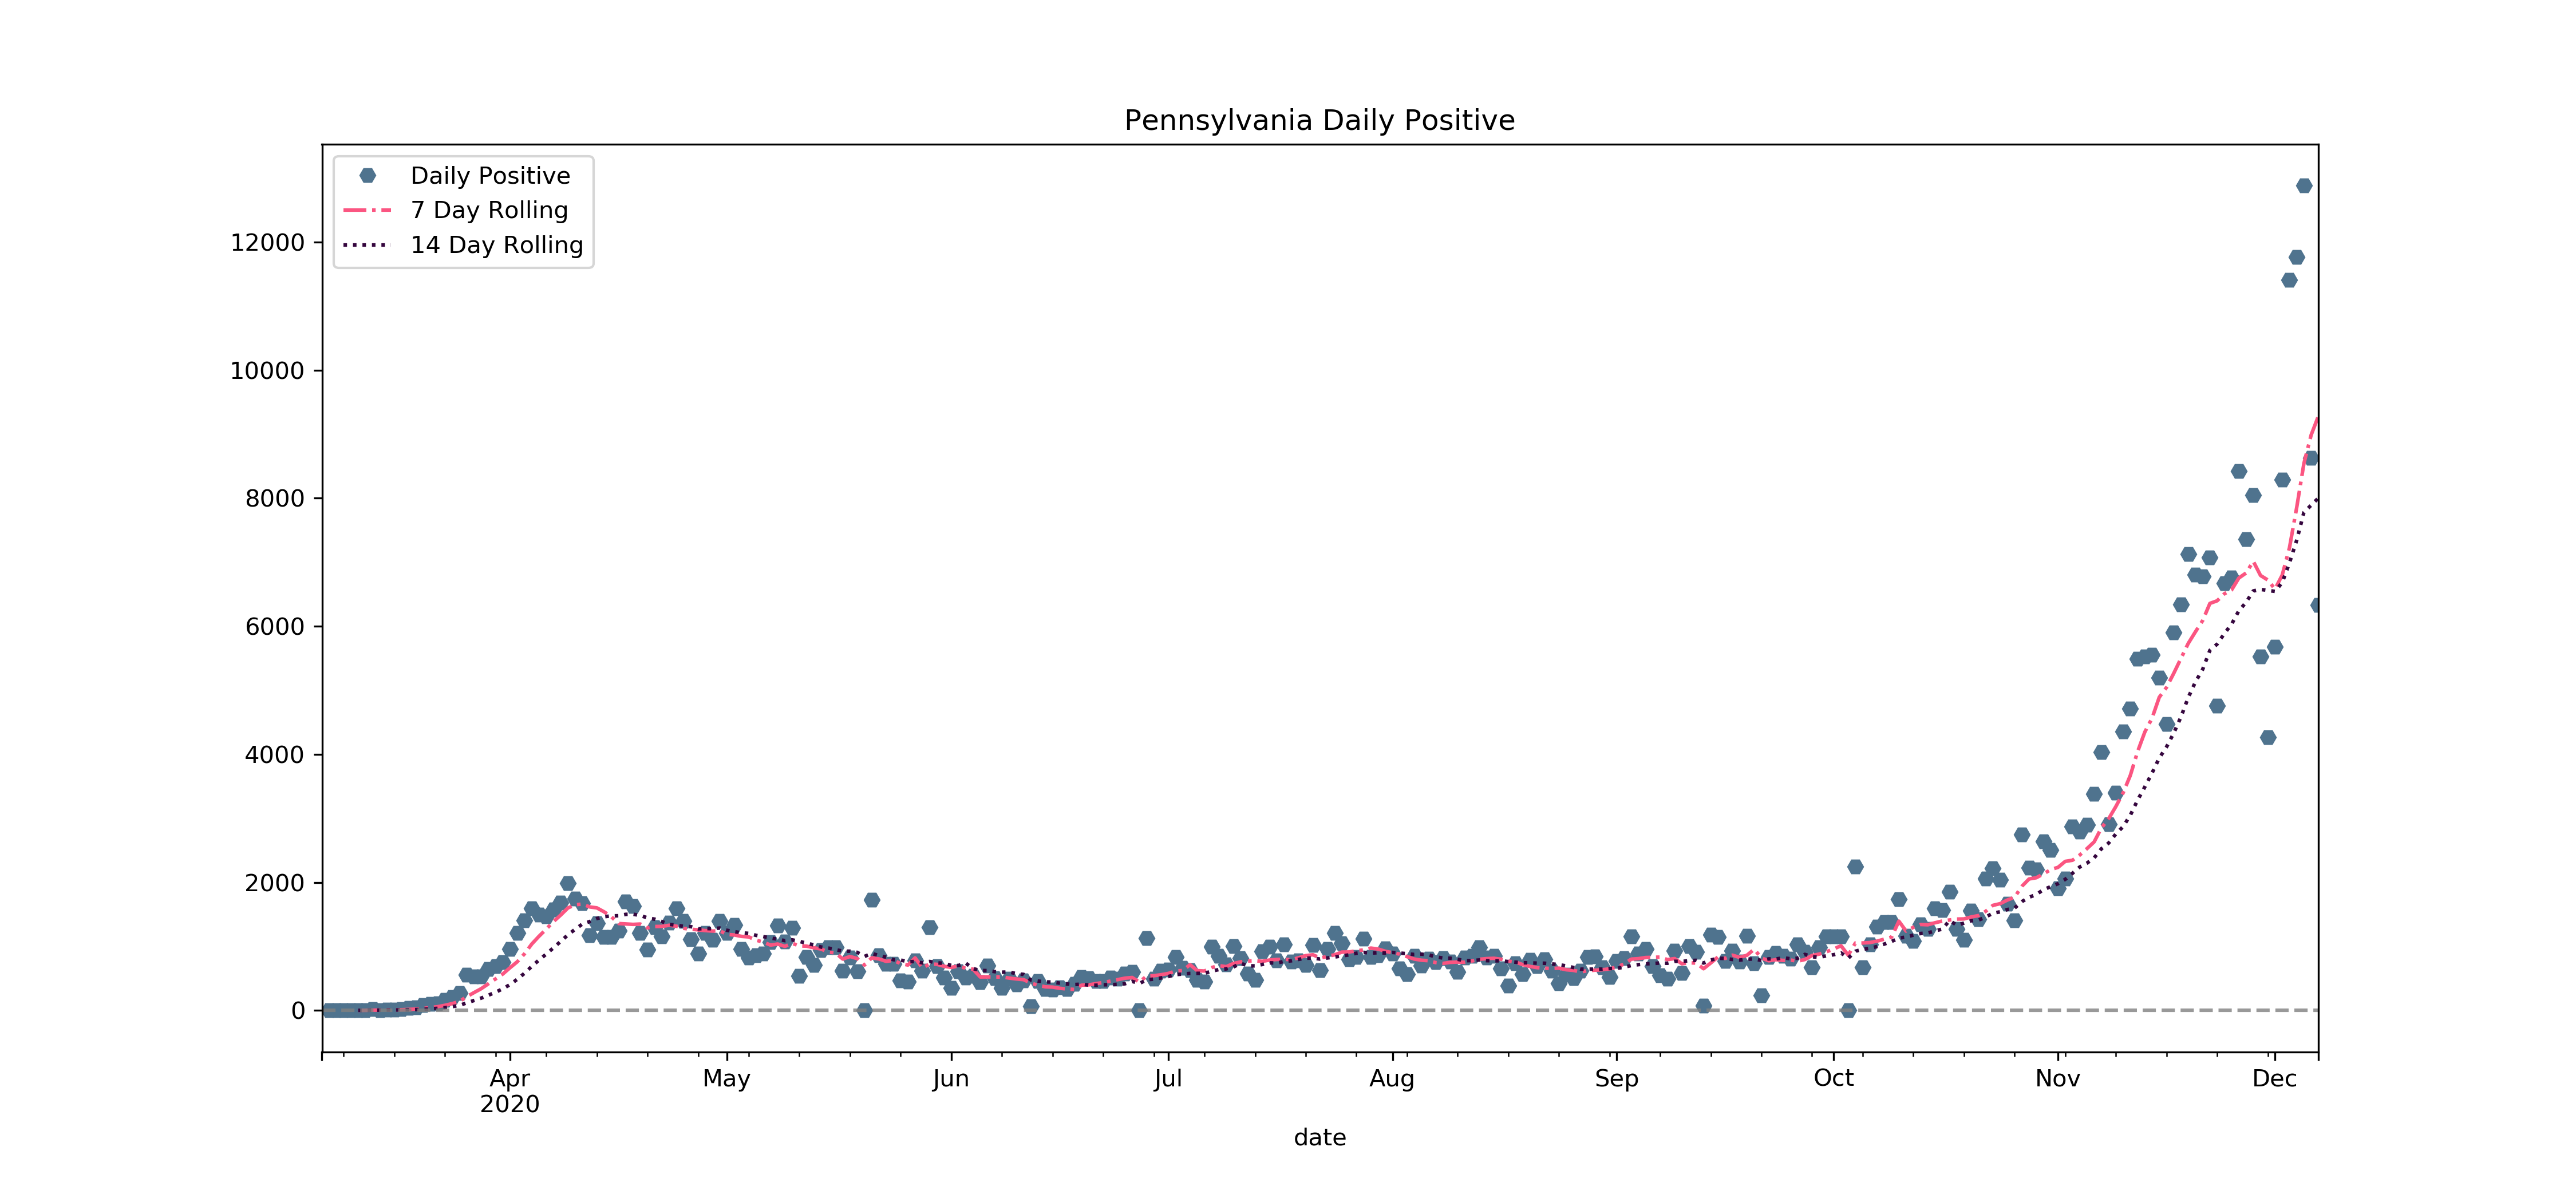 Pennsylvania Daily Positive
Daily Positive
7 Day Rolling
14 Day Rolling
12000
10000
8000
6000
4000
2000
0
Apr May Jun Jul Aug Sep Oct Nov Dec
2020
date